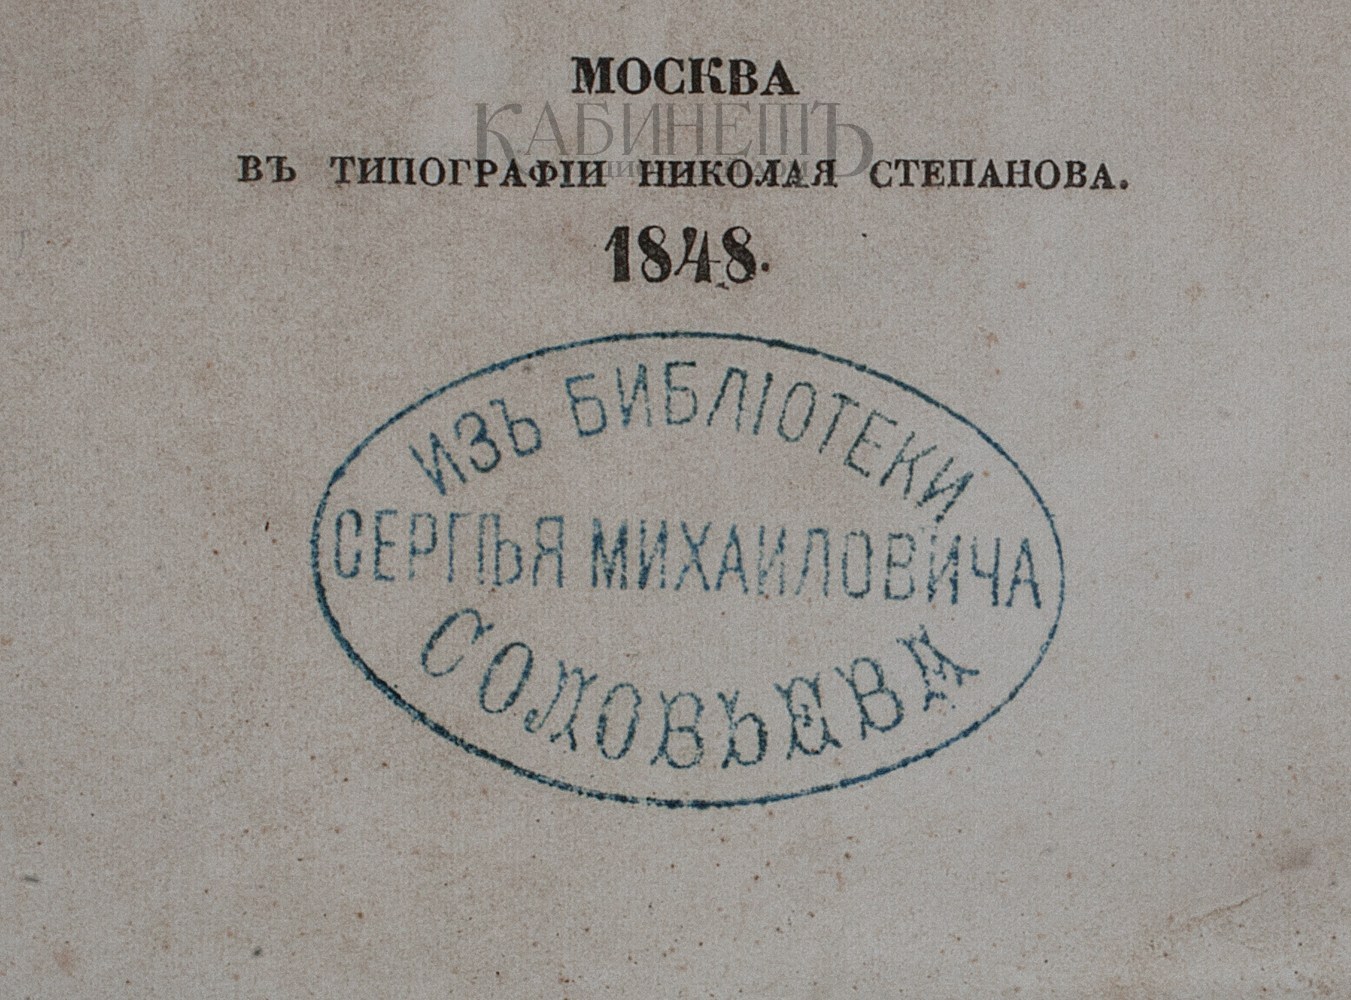 МОСКВА
КАБИНЕТЪ
ВЪ ТИПОГРАФІИ НИКОЛАЯ СТЕПАНОВА.
1848.
ИЗЪ БИБЛІОТЕКИ
СЕРГѢЯ МИХАИЛОВИЧА
СОЛОВЬЕВА